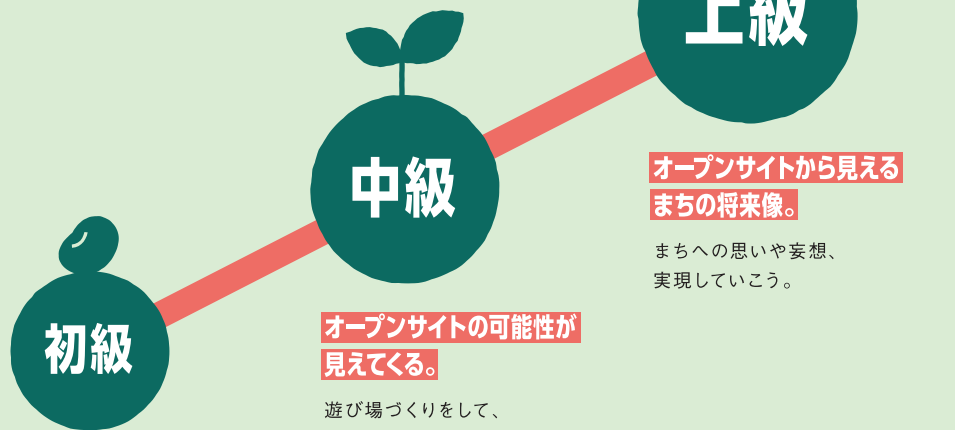 上級
中級
オープンサイトから見える
まちの将来像。
まちへの思いや妄想、
実現していこう。
初級
オープンサイトの可能性が
見えてくる。
遊び場づくりをして、